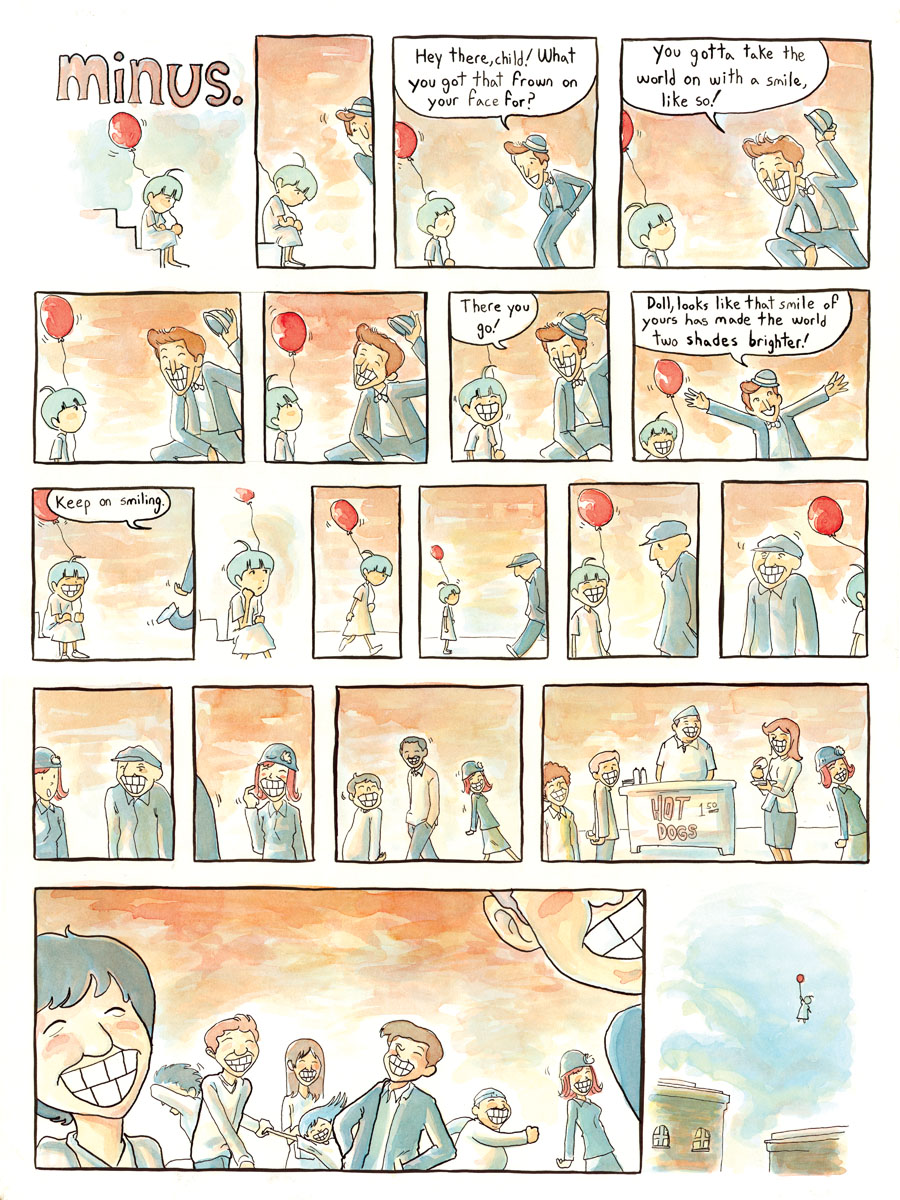 minus.
Hey there, child! What
you got that frown on
your face for?
You gotta take the
world on with a smile,
like so!
There you
go!
Doll, looks like that smile of
yours has made the world
two shades brighter!
Keep on smiling.
HOT
DOGS
1.50